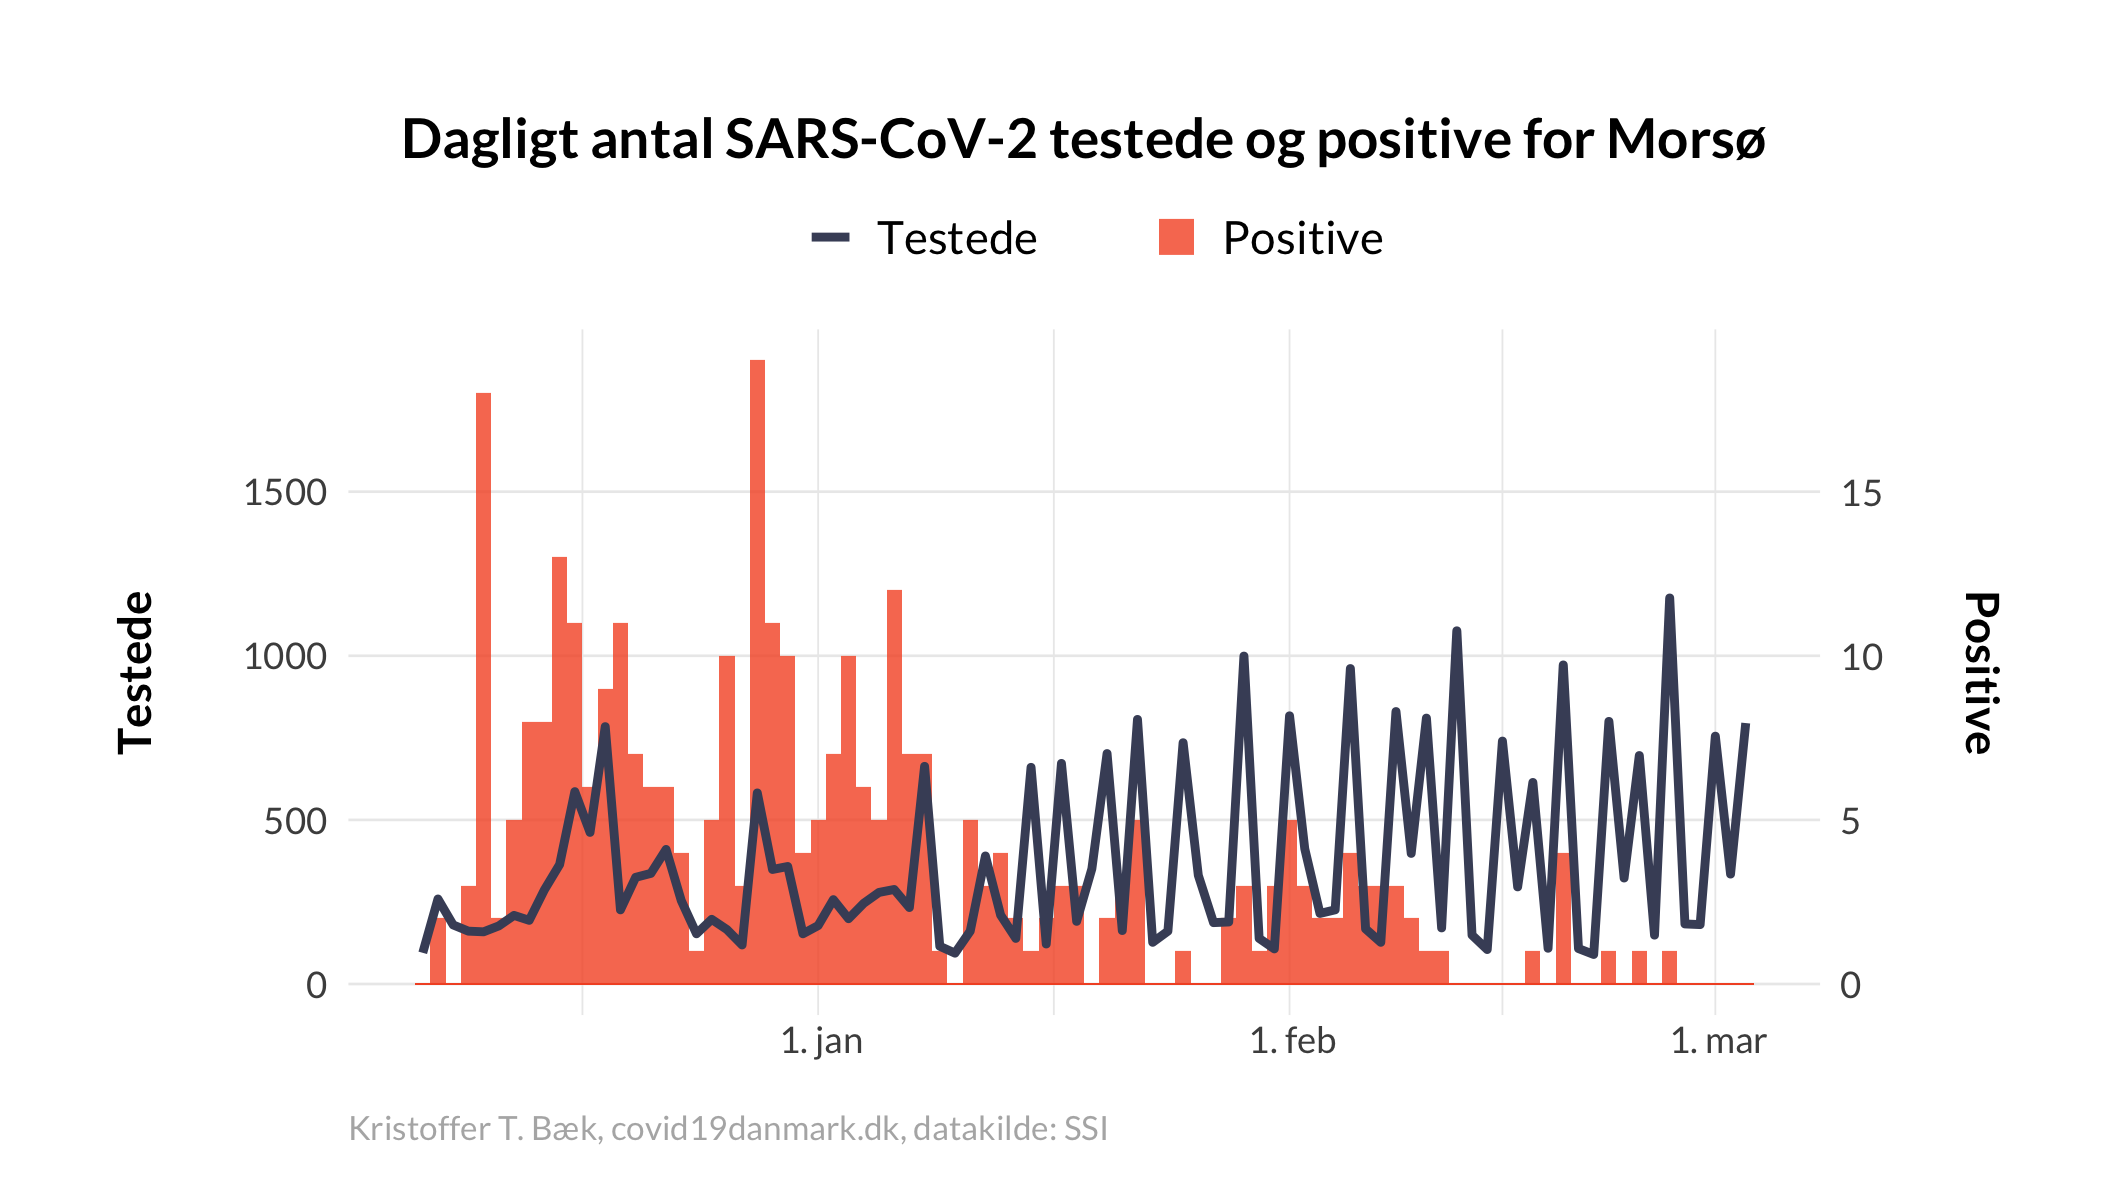 Dagligt antal SARS-CoV-2 testede og positive for Morsø
Testede
Positive
1500
1000
500
0
15
10
5
0
Testede
Positive
1. jan
1. feb
1. mar
Kristoffer T. Bæk, covid19danmark.dk, datakilde: SSI